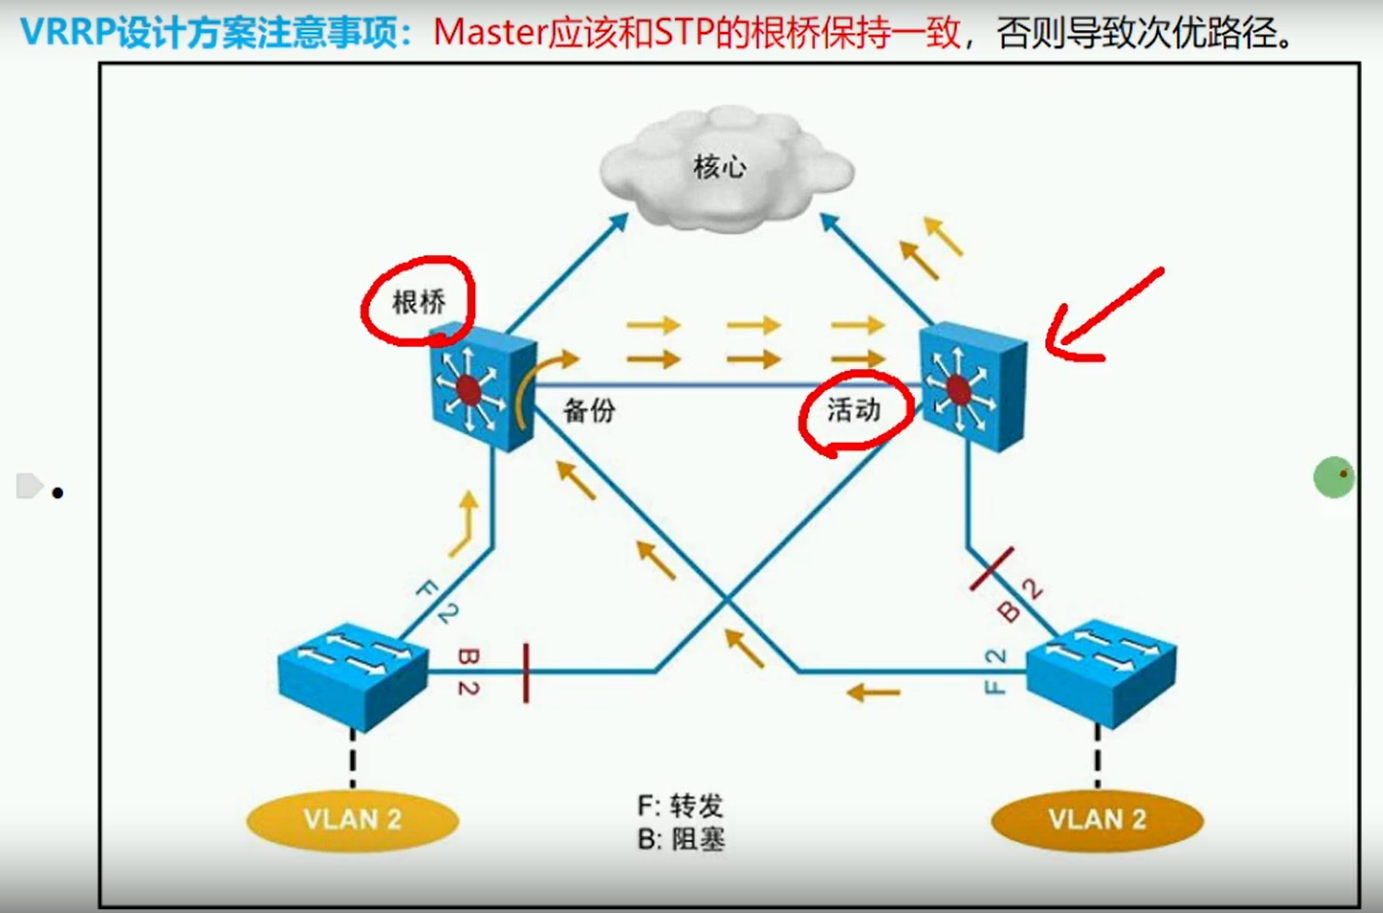 VRRP设计方案注意事项：Master应该和STP的根桥保持一致，否则导致次优路径。
核心
根桥
备份
活动
F 2
B 2
B 2
F 2
VLAN 2
F: 转发
B: 阻塞
VLAN 2